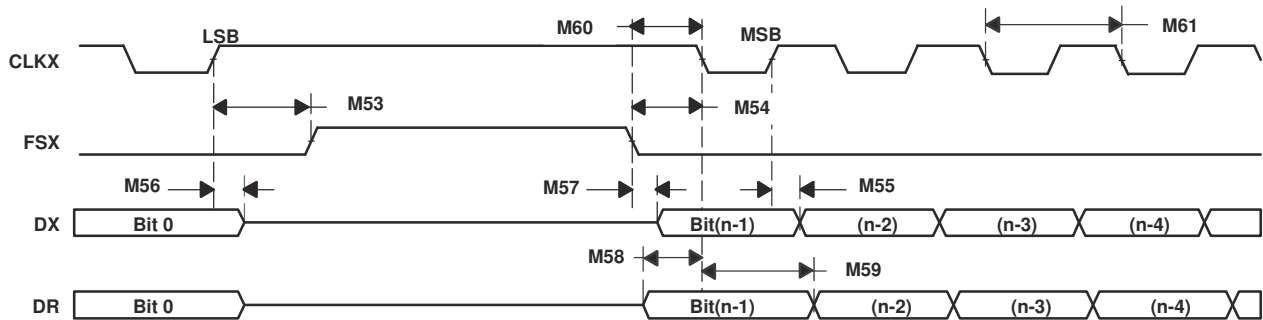 LSB
M60
MSB
M61
CLKX
M53
M54
FSX
M56
M57
M55
DX
Bit 0
Bit(n-1)
(n-2)
(n-3)
(n-4)
M58
M59
DR
Bit 0
Bit(n-1)
(n-2)
(n-3)
(n-4)